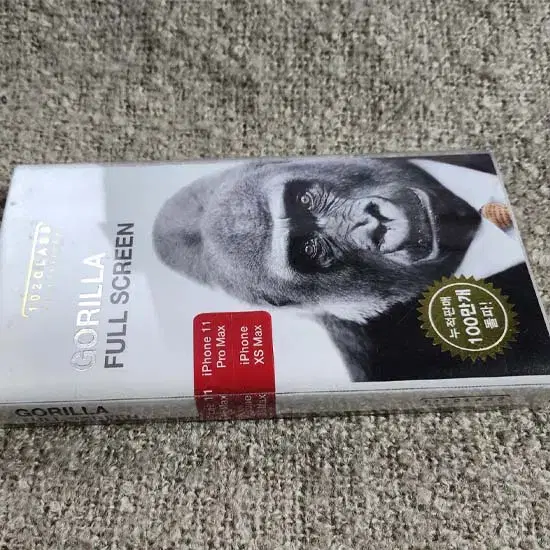 1020LABS
GORILLA
FULL SCREEN
iPhone 11
Pro Max
iPhone
XS Max
누적판매
100만개
돌파!
GORILLA